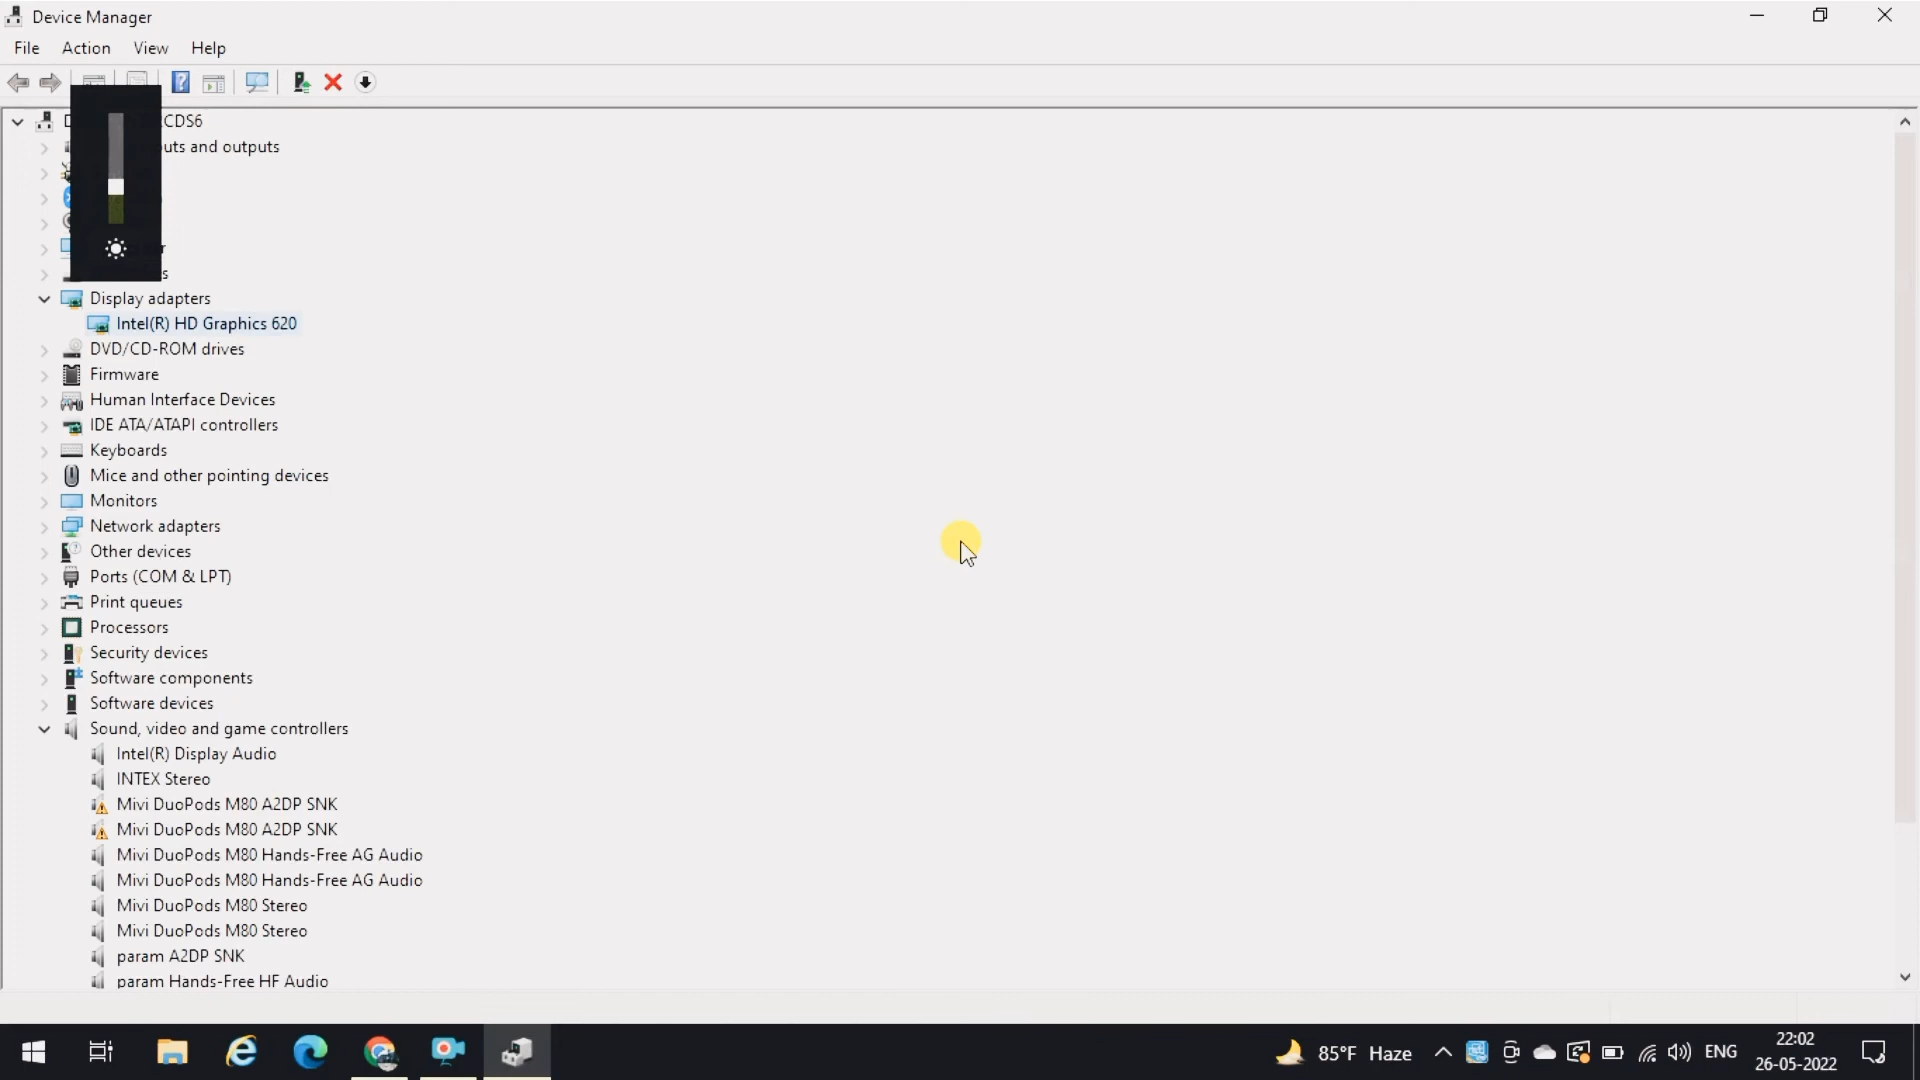 Device Manager
File Action View Help
CDS6
uts and outputs
Display adapters
Intel(R) HD Graphics 620
DVD/CD-ROM drives
Firmware
Human Interface Devices
IDE ATA/ATAPI controllers
Keyboards
Mice and other pointing devices
Monitors
Network adapters
Other devices
Ports (COM & LPT)
Print queues
Processors
Security devices
Software components
Software devices
Sound, video and game controllers
Intel(R) Display Audio
INTEX Stereo
Mivi DuoPods M80 A2DP SNK
Mivi DuoPods M80 A2DP SNK
Mivi DuoPods M80 Hands-Free AG Audio
Mivi DuoPods M80 Hands-Free AG Audio
Mivi DuoPods M80 Stereo
Mivi DuoPods M80 Stereo
param A2DP SNK
param Hands-Free HF Audio
85°F Haze
ENG
22:02
26-05-2022